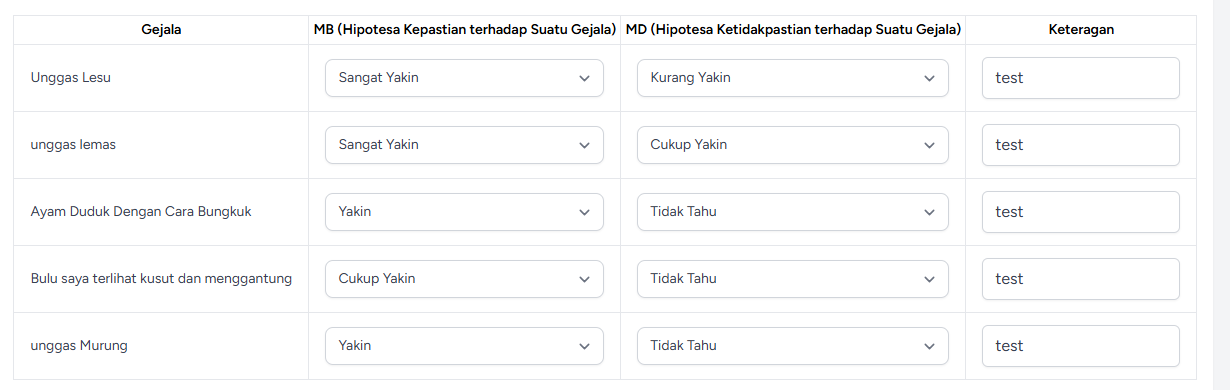 Gejala MB (Hipotesa Kepastian terhadap Suatu Gejala) MD (Hipotesa Ketidakpastian terhadap Suatu Gejala) Keteragan
Unggas Lesu Sangat Yakin Kurang Yakin test
unggas lemas Sangat Yakin Cukup Yakin test
Ayam Duduk Dengan Cara Bungkuk Yakin Tidak Tahu test
Bulu saya terlihat kusut dan menggantung Cukup Yakin Tidak Tahu test
unggas Murung Yakin Tidak Tahu test